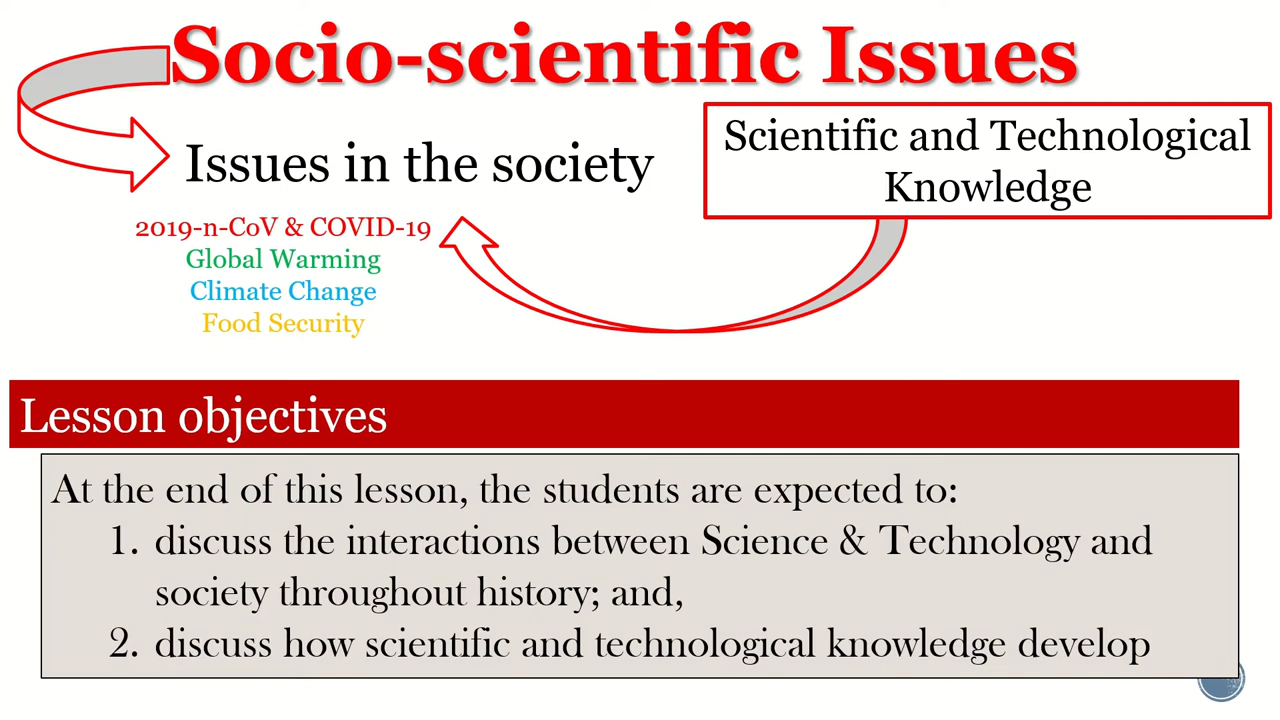 Socio-scientific Issues
Issues in the society
Scientific and Technological
Knowledge
2019-n-CoV & COVID-19
Global Warming
Climate Change
Food Security
Lesson objectives
At the end of this lesson, the students are expected to:
1. discuss the interactions between Science & Technology and
society throughout history; and,
2. discuss how scientific and technological knowledge develop